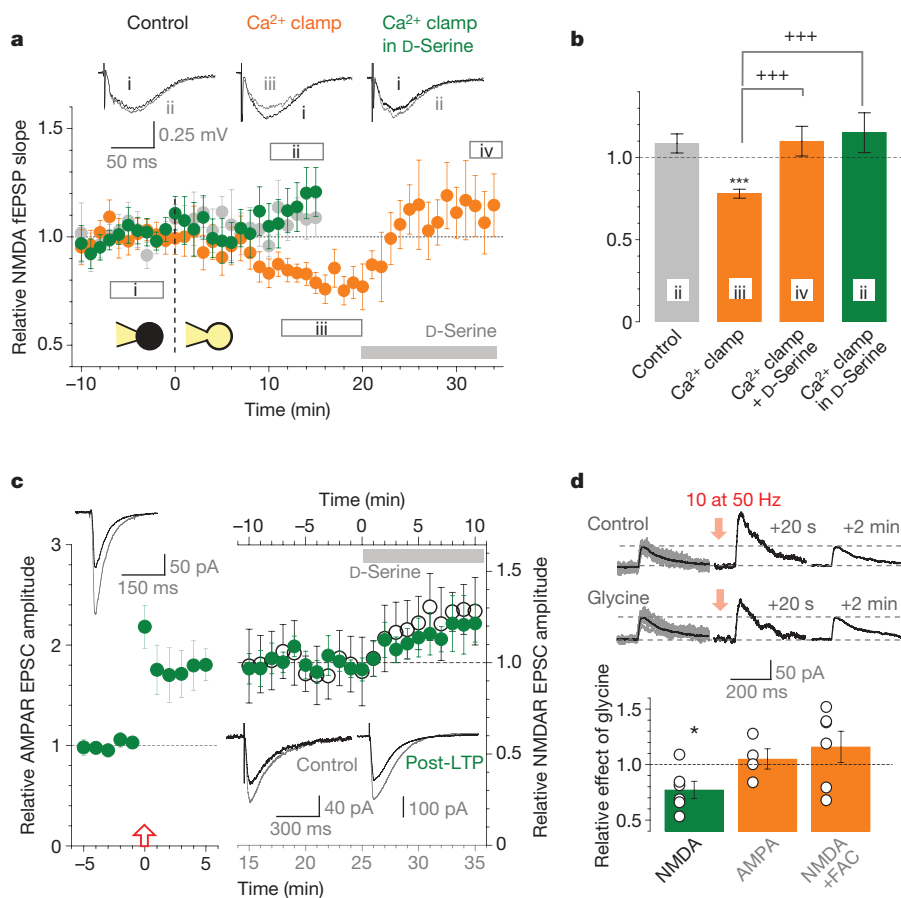 a
Control
Ca²⁺ clamp
Ca²⁺ clamp
in D-Serine
i
ii
iii
i
i
ii
0.25 mV
50 ms
Relative NMDA fEPSP slope
1.5
1.0
0.5
ii
iv
i
iii
D-Serine
–10
0
10
20
30
Time (min)
b
+++
+++
***
1.0
0.5
0
ii
iii
iv
ii
Control
Ca²⁺ clamp
Ca²⁺ clamp
+ D-Serine
Ca²⁺ clamp
in D-Serine
c
Relative AMPAR EPSC amplitude
3
2
1
0
50 pA
150 ms
–5
0
5
Time (min)
–10
–5
0
5
10
D-Serine
Relative NMDAR EPSC amplitude
1.5
1.0
0.5
0
Control
Post-LTP
40 pA
300 ms
100 pA
15
20
25
30
35
Time (min)
d
10 at 50 Hz
Control
+20 s
+2 min
Glycine
+20 s
+2 min
50 pA
200 ms
Relative effect of glycine
1.5
1.0
0.5
*
NMDA
AMPA
NMDA
+FAC